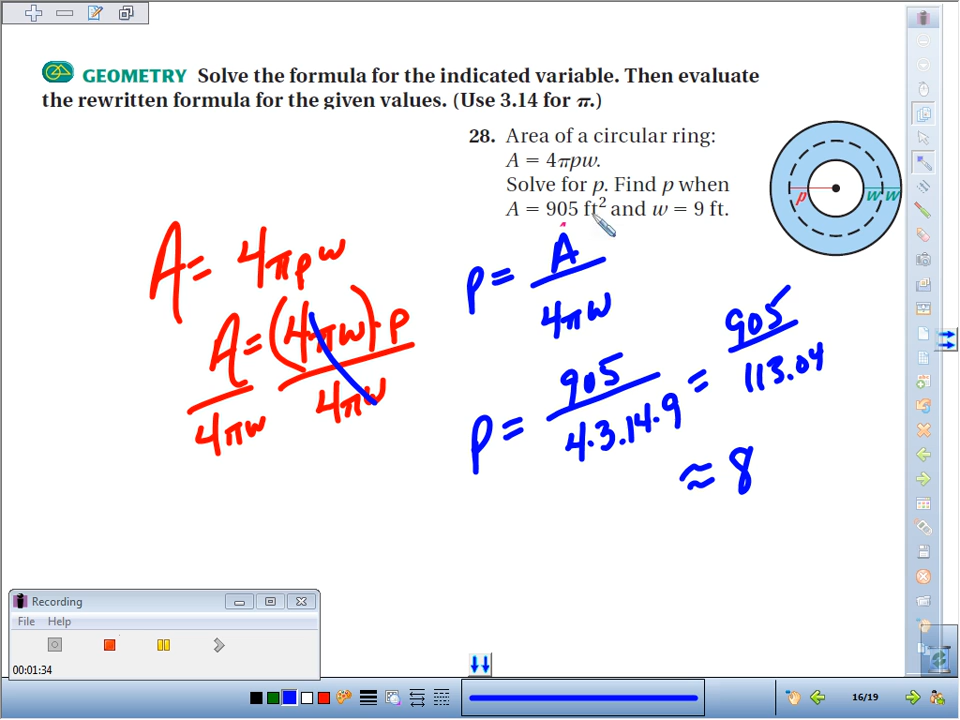 GEOMETRY Solve the formula for the indicated variable. Then evaluate
the rewritten formula for the given values. (Use 3.14 for π.)
28. Area of a circular ring:
A = 4πpw.
Solve for p. Find p when
A = 905 ft² and w = 9 ft.
p w w
A = 4πpw
A = (4πw)·p
4πw 4πw
p = A
4πw
p = 905 = 905
4·3.14·9 113.04
≈ 8
Recording
File Help
00:01:34
16/19